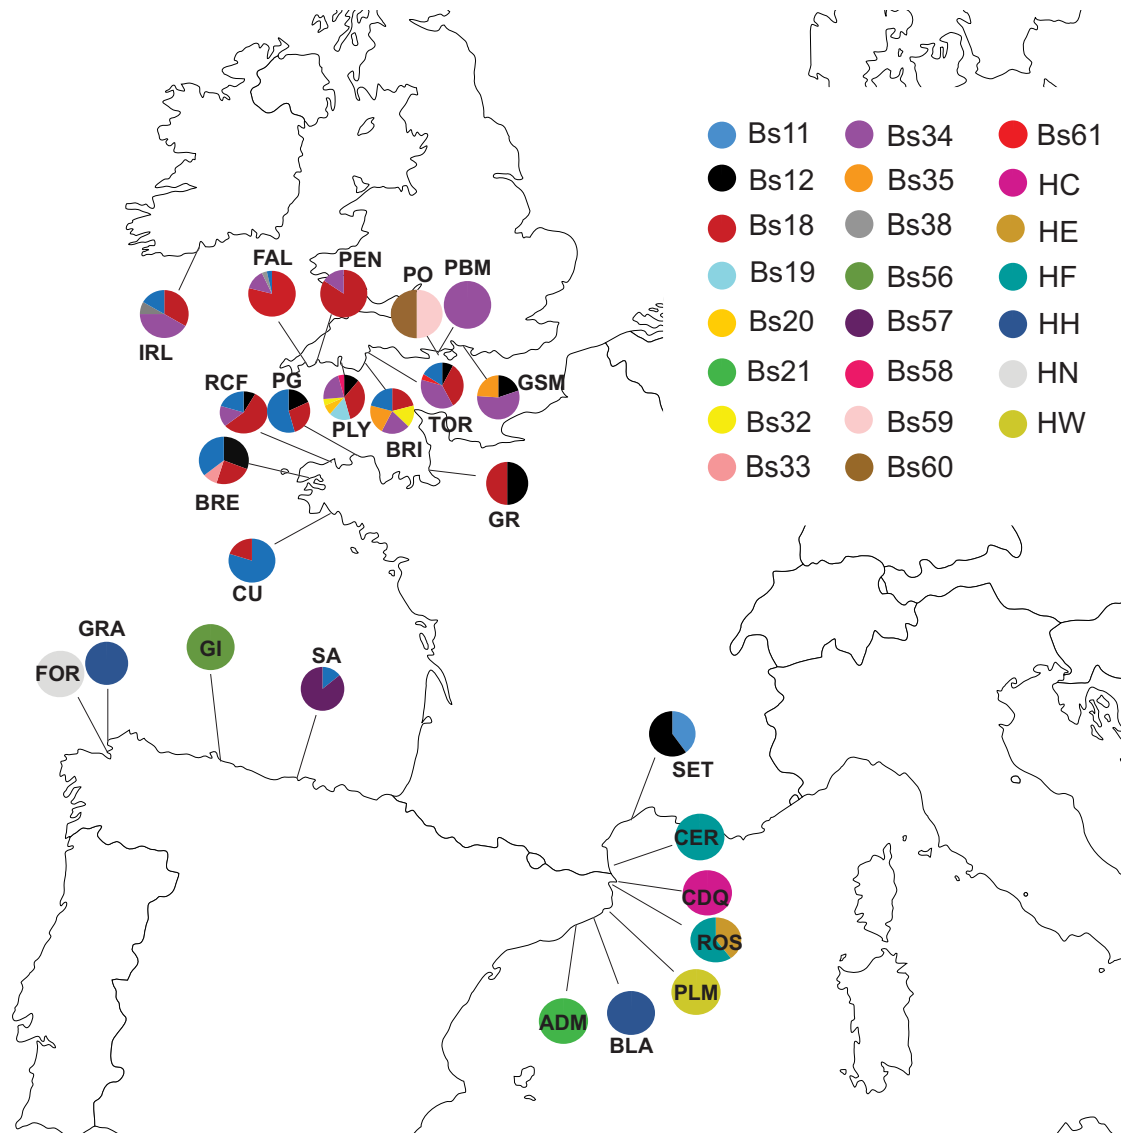 Bs11 Bs34 Bs61
Bs12 Bs35 HC
Bs18 Bs38 HE
Bs19 Bs56 HF
Bs20 Bs57 HH
Bs21 Bs58 HN
Bs32 Bs59 HW
Bs33 Bs60
FAL PEN PO PBM
IRL
RCF PG GSM
PLY TOR
BRI
BRE
GR
CU
GRA
GI SA
FOR
SET
CER
CDQ
ROS
PLM
ADM
BLA